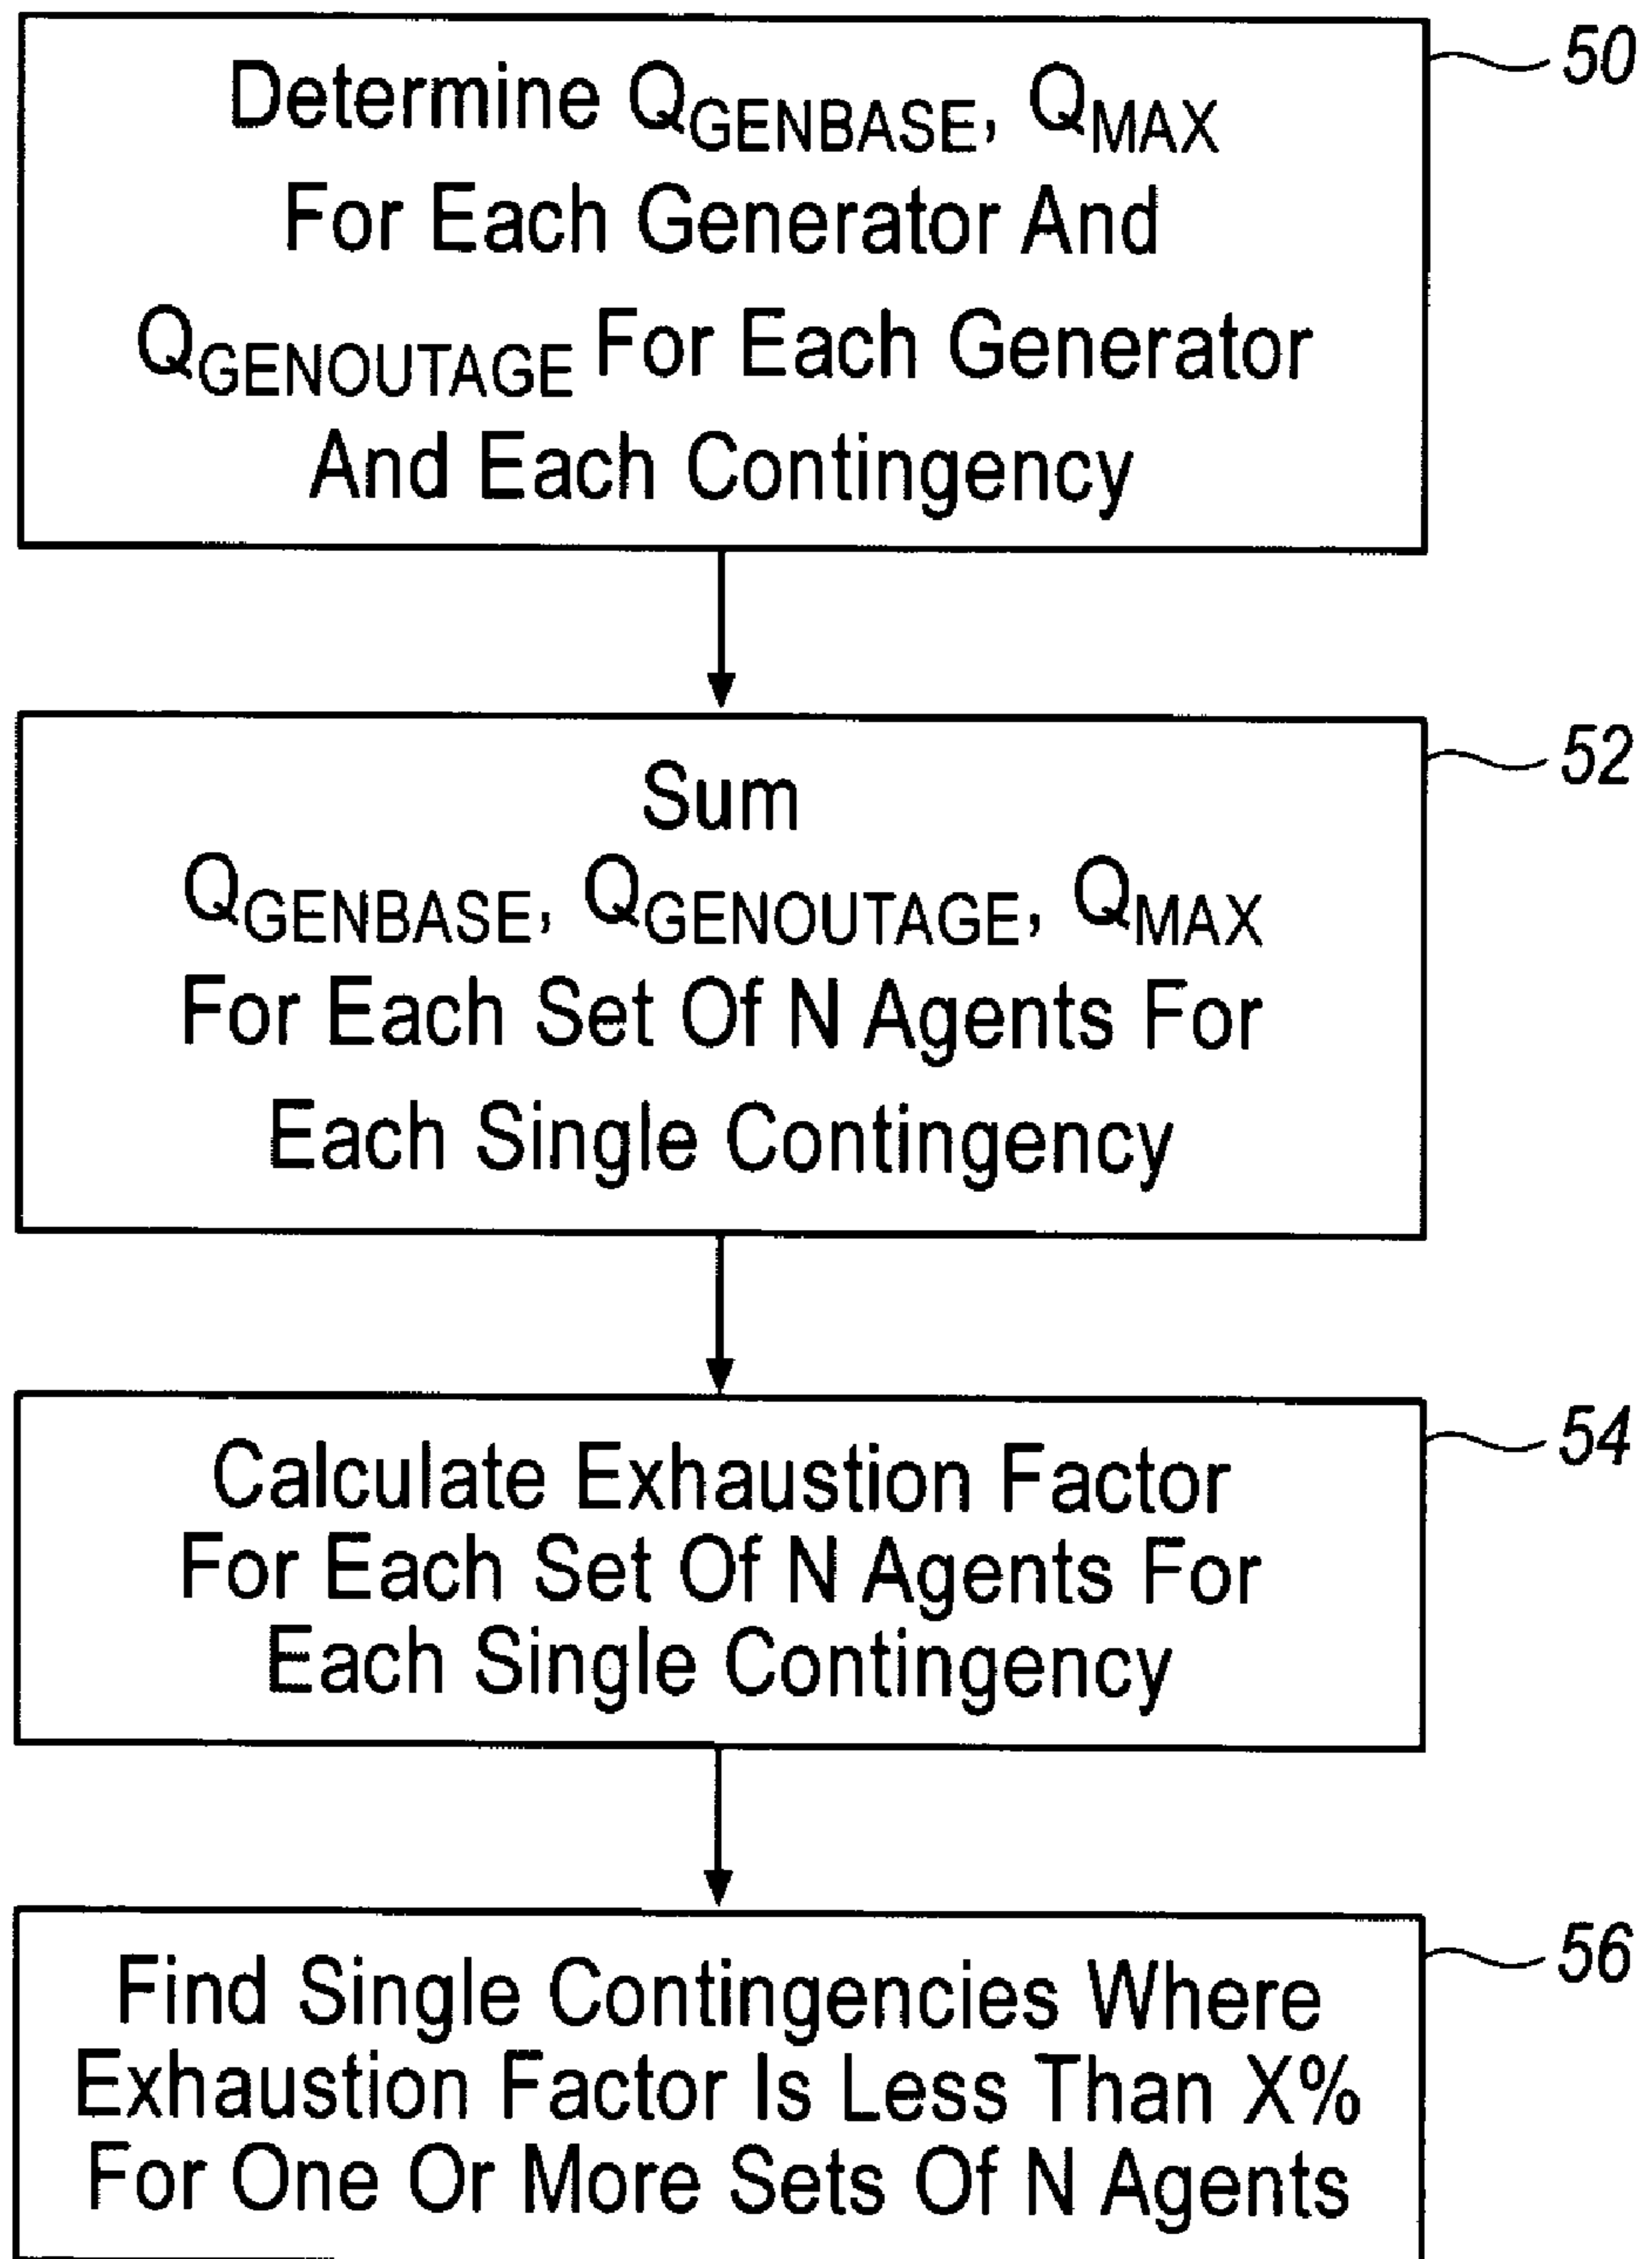 Determine QGENBASE, QMAX
For Each Generator And
QGENOUTAGE For Each Generator
And Each Contingency
50
Sum
QGENBASE, QGENOUTAGE, QMAX
For Each Set Of N Agents For
Each Single Contingency
52
Calculate Exhaustion Factor
For Each Set Of N Agents For
Each Single Contingency
54
Find Single Contingencies Where
Exhaustion Factor Is Less Than X%
For One Or More Sets Of N Agents
56